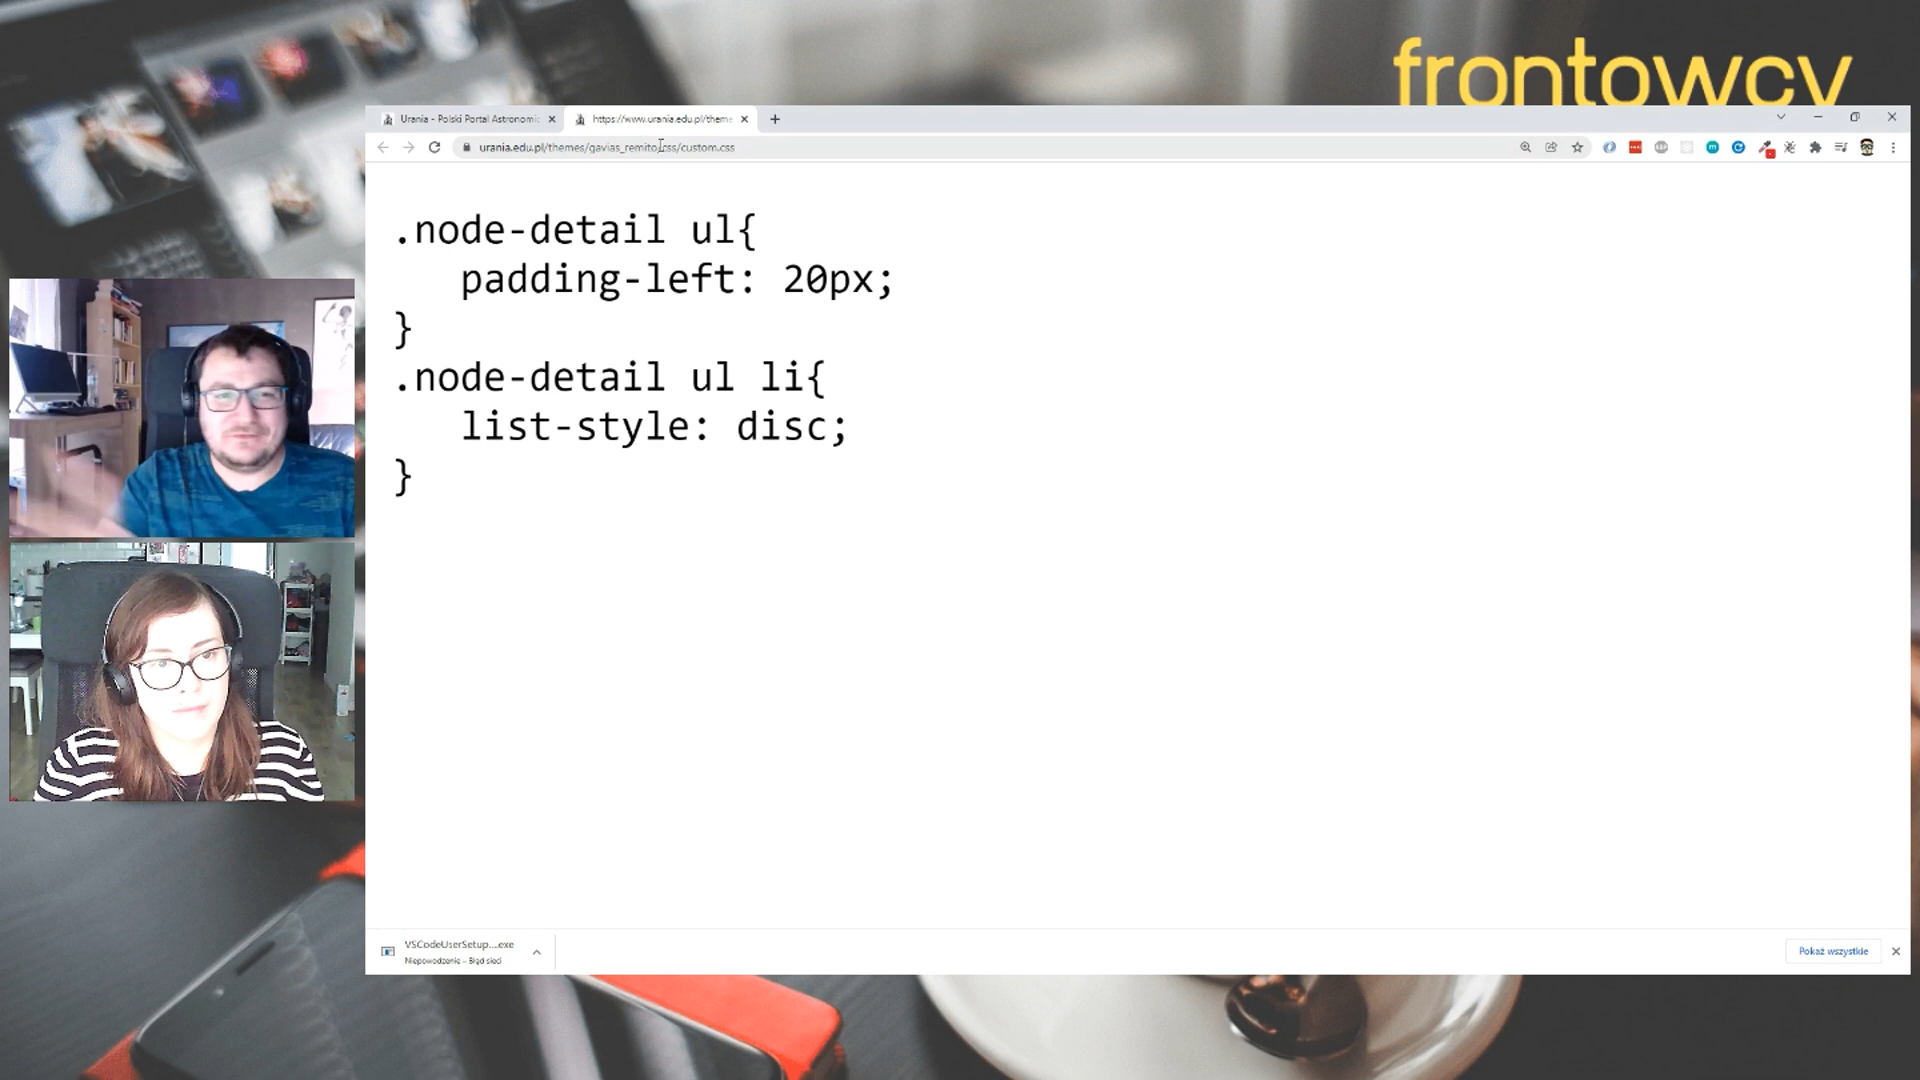 frontowcy
Urania - Polski Portal Astronomic
https://www.urania.edu.pl/theme
urania.edu.pl/themes/gavias_remito/css/custom.css
.node-detail ul{
padding-left: 20px;
}
.node-detail ul li{
list-style: disc;
}
VSCodeUserSetup....exe
Niepowodzenie – Błąd sieci
Pokaż wszystkie